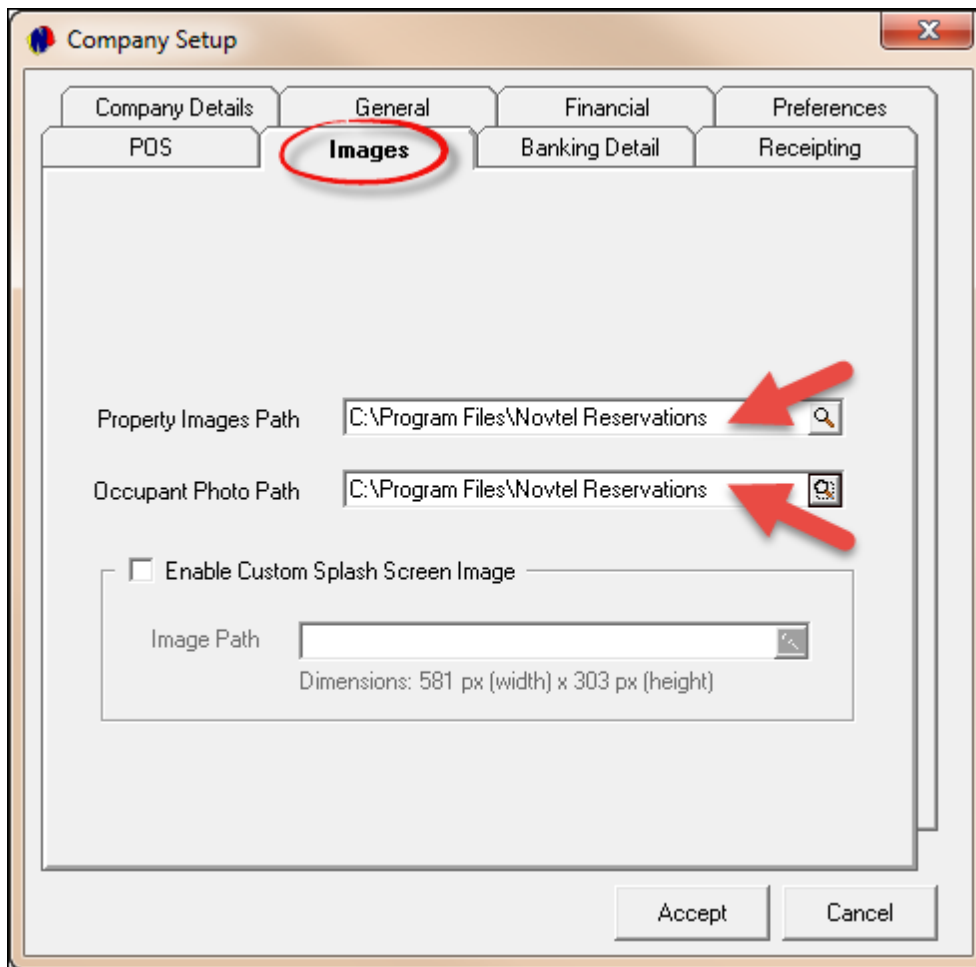 Company Setup
Company Details General Financial Preferences
POS Images Banking Detail Receipting
Property Images Path C:\Program Files\Novtel Reservations
Occupant Photo Path C:\Program Files\Novtel Reservations
Enable Custom Splash Screen Image
Image Path
Dimensions: 581 px (width) x 303 px (height)
Accept Cancel